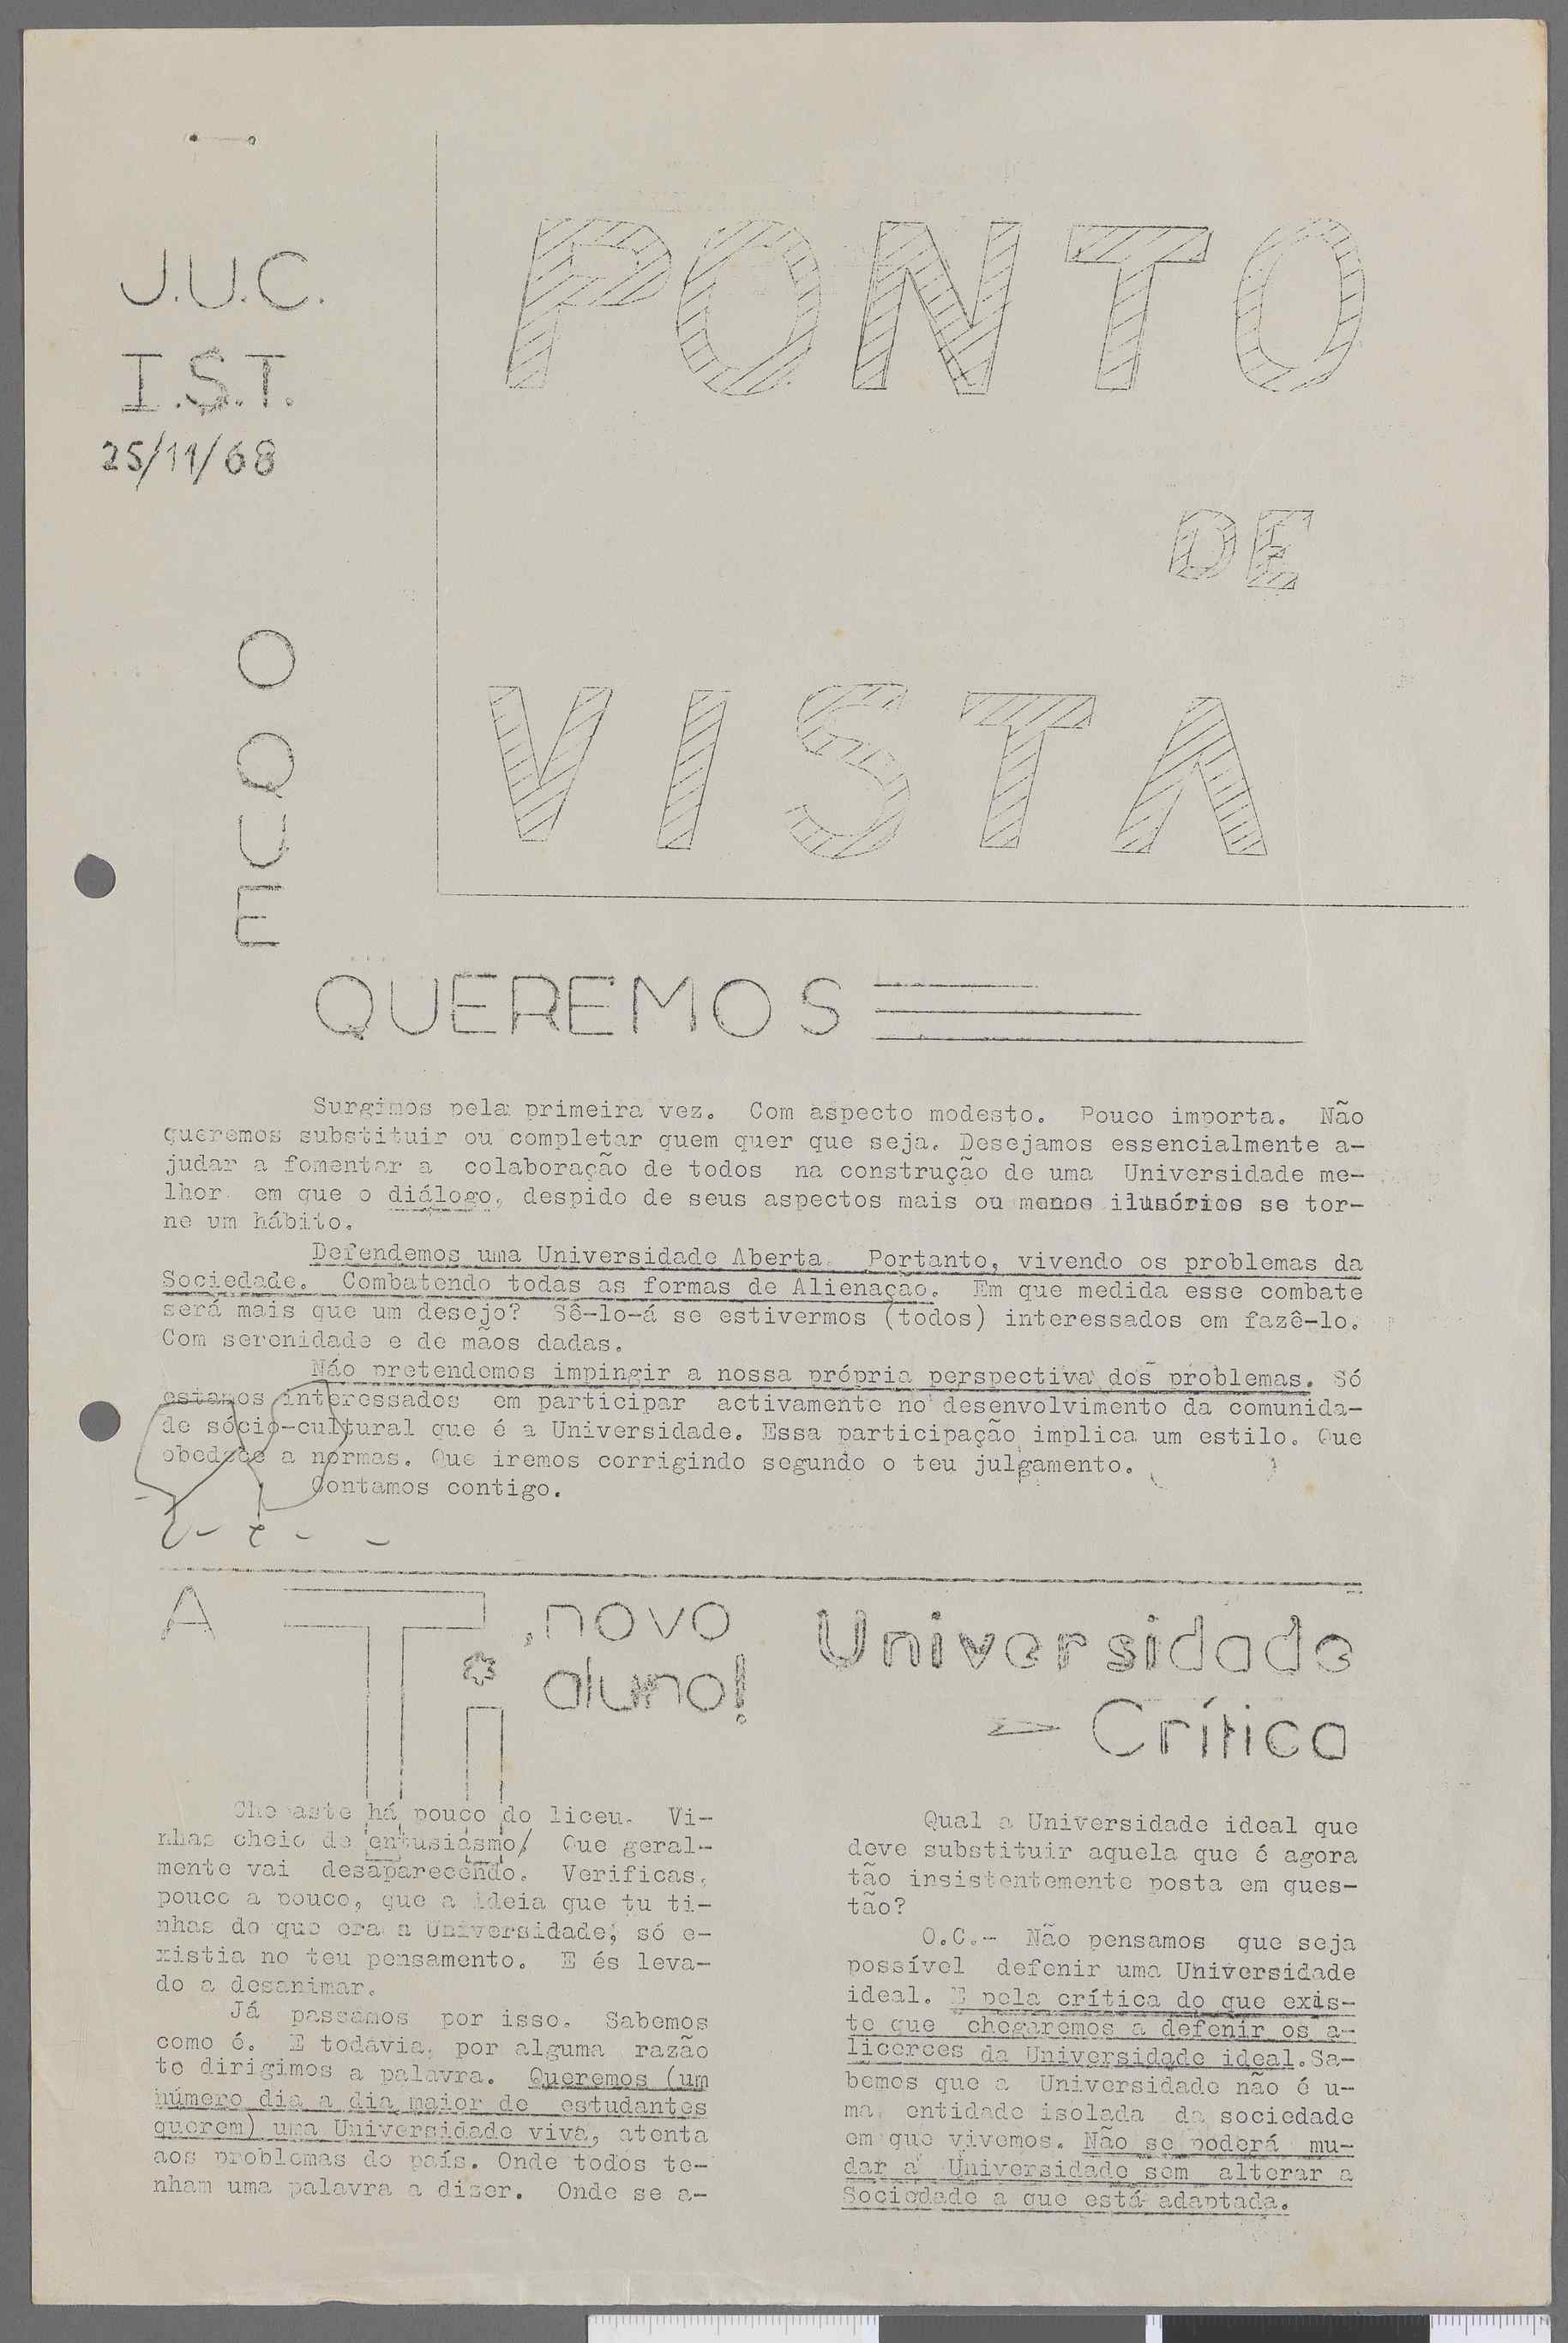 J.U.C.
I.S.T.
25/11/68
PONTO
DE
VISTA
O QUE
QUEREMOS
Surgimos pela primeira vez. Com aspecto modesto. Pouco importa. Não
queremos substituir ou completar quem quer que seja. Desejamos essencialmente a-
judar a fomentar a colaboração de todos na construção de uma Universidade me-
lhor em que o diálogo, despido de seus aspectos mais ou menos ilusórios se tor-
ne um hábito.
Defendemos uma Universidade Aberta. Portanto, vivendo os problemas da
Sociedade. Combatendo todas as formas de Alienação. Em que medida esse combate
será mais que um desejo? Sê-lo-á se estivermos (todos) interessados em fazê-lo.
Com serenidade e de mãos dadas.
Náo pretendemos impingir a nossa própria perspectiva dos problemas. Só
estamos interessados em participar activamente no desenvolvimento da comunida-
de sócio-cultural que é a Universidade. Essa participação implica um estilo. Que
obedece a normas. Que iremos corrigindo segundo o teu julgamento.
Contamos contigo.
A Ti, novo
aluno!
Chegaste há pouco do liceu. Vi-
nhas cheio de entusiásmo! Que geral-
mente vai desaparecendo. Verificas,
pouco a pouco, que a ideia que tu ti-
nhas do que era a Universidade, só e-
xistia no teu pensamento. E és leva-
do a desanimar.
Já passámos por isso. Sabemos
como é. E todavia, por alguma razão
te dirigimos a palavra. Queremos (um
número dia a dia maior de estudantes
querem) uma Universidade viva, atenta
aos problemas do país. Onde todos te-
nham uma palavra a dizer. Onde se a-
Universidade
Crítica
Qual a Universidade ideal que
deve substituir aquela que é agora
tão insistentemente posta em ques-
tão?
O.C.- Não pensamos que seja
possível defenir uma Universidade
ideal. E pela crítica do que exis-
te que chegaremos a defenir os a-
licerces da Universidade ideal. Sa-
bemos que a Universidade não é u-
ma entidade isolada da sociedade
em que vivemos. Não se poderá mu-
dar a Universidade sem alterar a
Sociedade a que está adaptada.